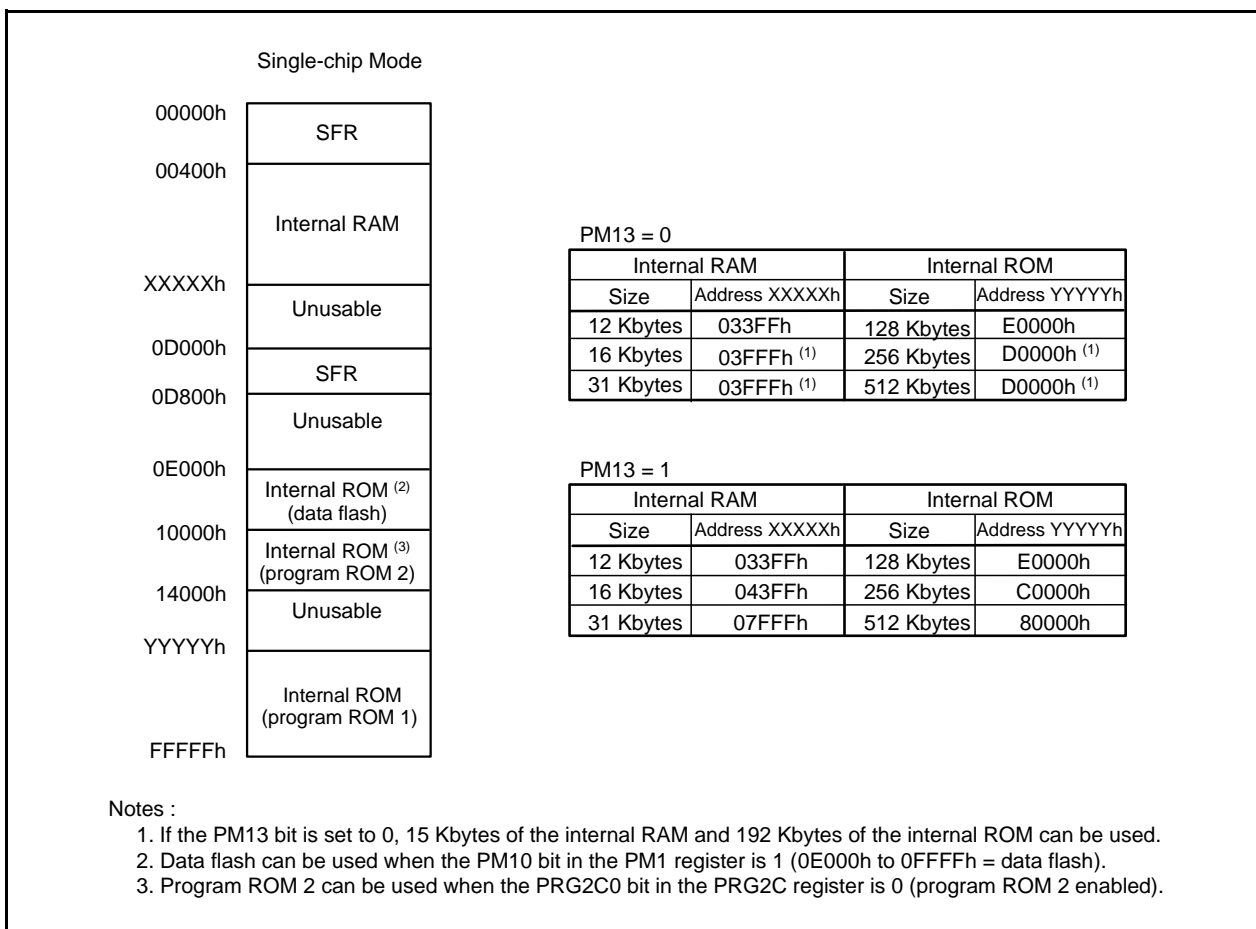 Single-chip Mode
00000h
SFR
00400h
Internal RAM
XXXXXh
Unusable
0D000h
SFR
0D800h
Unusable
0E000h
Internal ROM (2)
(data flash)
10000h
Internal ROM (3)
(program ROM 2)
14000h
Unusable
YYYYYh
Internal ROM
(program ROM 1)
FFFFFh
PM13 = 0
Internal RAM Internal ROM
Size Address XXXXXh Size Address YYYYYh
12 Kbytes 033FFh 128 Kbytes E0000h
16 Kbytes 03FFFh (1) 256 Kbytes D0000h (1)
31 Kbytes 03FFFh (1) 512 Kbytes D0000h (1)
PM13 = 1
Internal RAM Internal ROM
Size Address XXXXXh Size Address YYYYYh
12 Kbytes 033FFh 128 Kbytes E0000h
16 Kbytes 043FFh 256 Kbytes C0000h
31 Kbytes 07FFFh 512 Kbytes 80000h
Notes :
1. If the PM13 bit is set to 0, 15 Kbytes of the internal RAM and 192 Kbytes of the internal ROM can be used.
2. Data flash can be used when the PM10 bit in the PM1 register is 1 (0E000h to 0FFFFh = data flash).
3. Program ROM 2 can be used when the PRG2C0 bit in the PRG2C register is 0 (program ROM 2 enabled).